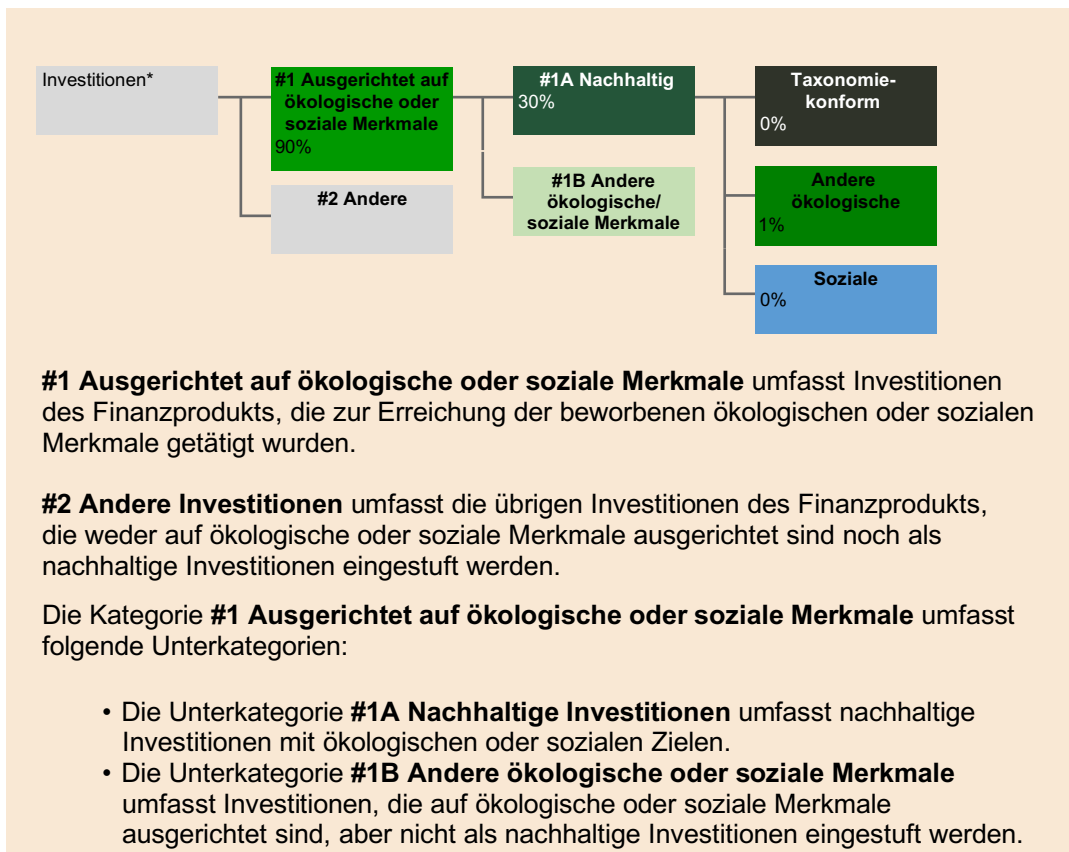 Investitionen*
#1 Ausgerichtet auf
ökologische oder
soziale Merkmale
90%
#2 Andere
#1A Nachhaltig
30%
#1B Andere
ökologische/
soziale Merkmale
Taxonomie-
konform
0%
Andere
ökologische
1%
Soziale
0%
#1 Ausgerichtet auf ökologische oder soziale Merkmale umfasst Investitionen
des Finanzprodukts, die zur Erreichung der beworbenen ökologischen oder sozialen
Merkmale getätigt wurden.
#2 Andere Investitionen umfasst die übrigen Investitionen des Finanzprodukts,
die weder auf ökologische oder soziale Merkmale ausgerichtet sind noch als
nachhaltige Investitionen eingestuft werden.
Die Kategorie #1 Ausgerichtet auf ökologische oder soziale Merkmale umfasst
folgende Unterkategorien:
• Die Unterkategorie #1A Nachhaltige Investitionen umfasst nachhaltige
Investitionen mit ökologischen oder sozialen Zielen.
• Die Unterkategorie #1B Andere ökologische oder soziale Merkmale
umfasst Investitionen, die auf ökologische oder soziale Merkmale
ausgerichtet sind, aber nicht als nachhaltige Investitionen eingestuft werden.